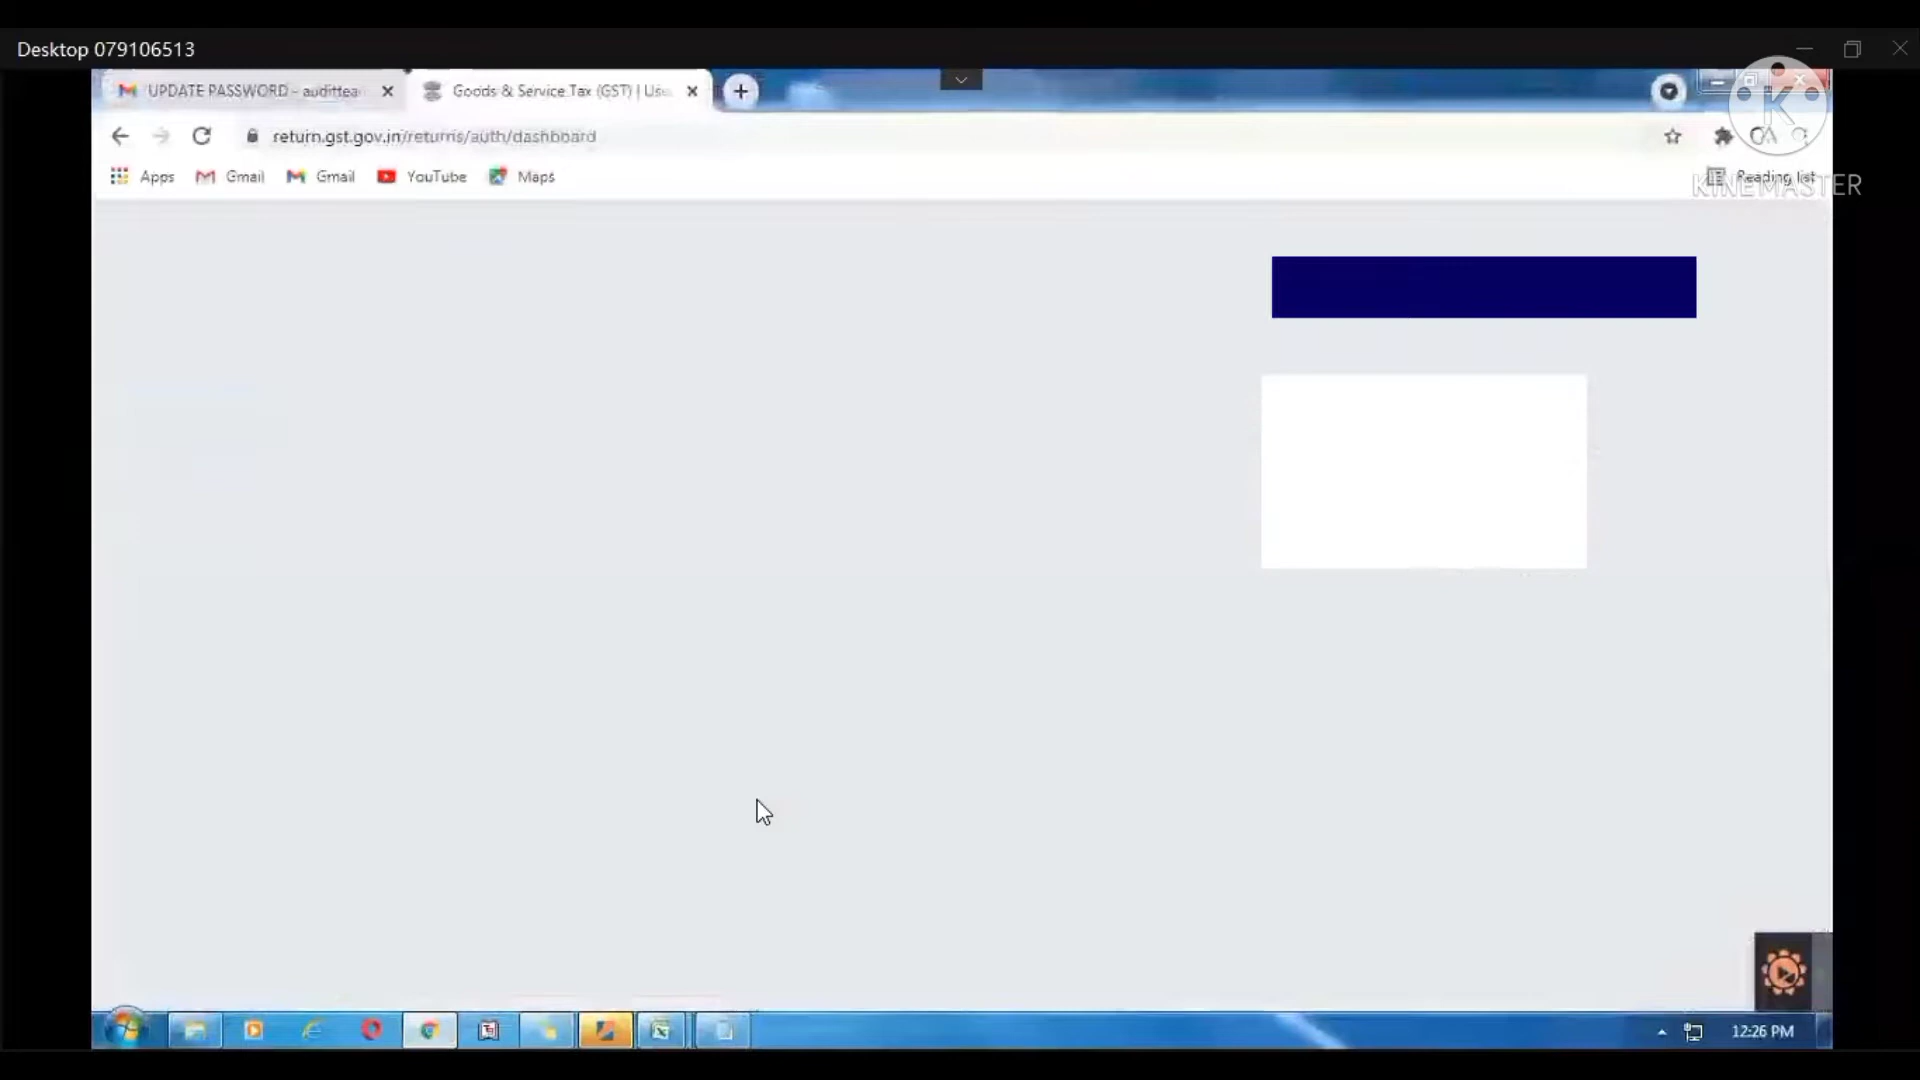 Desktop 079106513
UPDATE PASSWORD - auditte
Goods & Service Tax (GST) | Use
return.gst.gov.in/returns/auth/dashboard
Apps Gmail Gmail YouTube Maps Reading list
KINEMASTER
12:26 PM